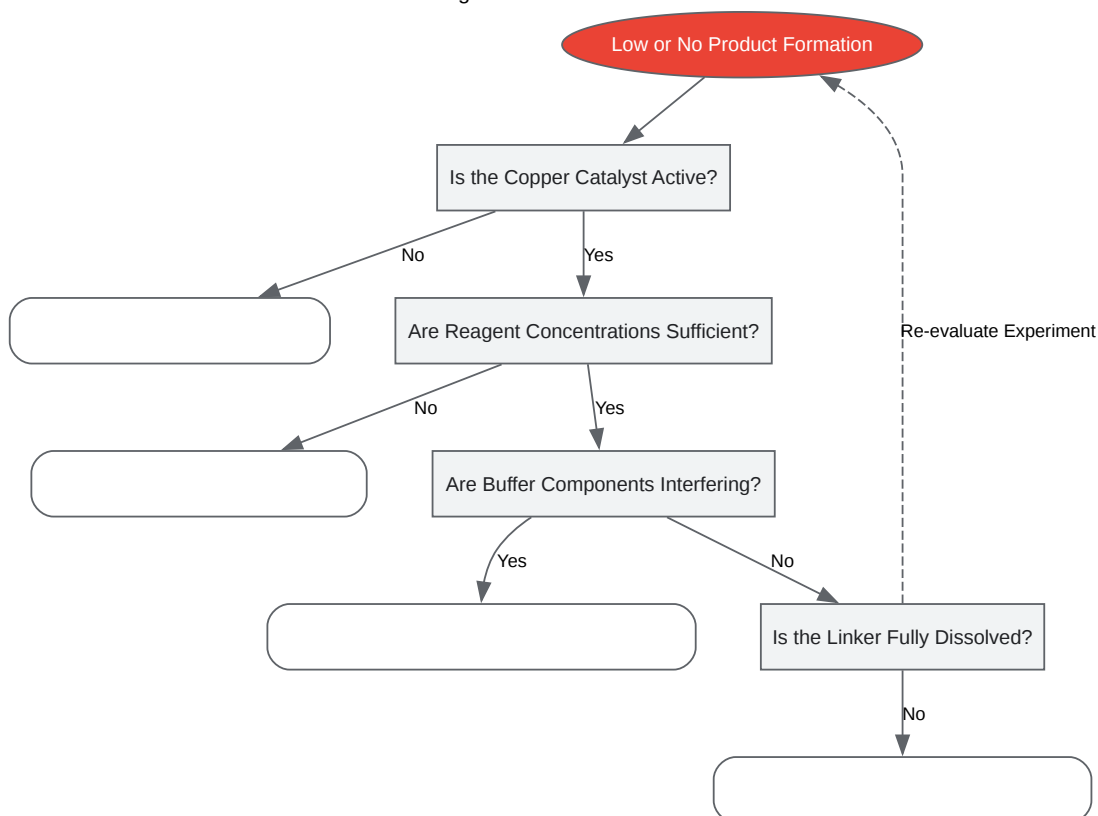 Low or No Product Formation
Is the Copper Catalyst Active?
No
Yes
Are Reagent Concentrations Sufficient?
Re-evaluate Experiment
No
Yes
Are Buffer Components Interfering?
Yes
No
Is the Linker Fully Dissolved?
No